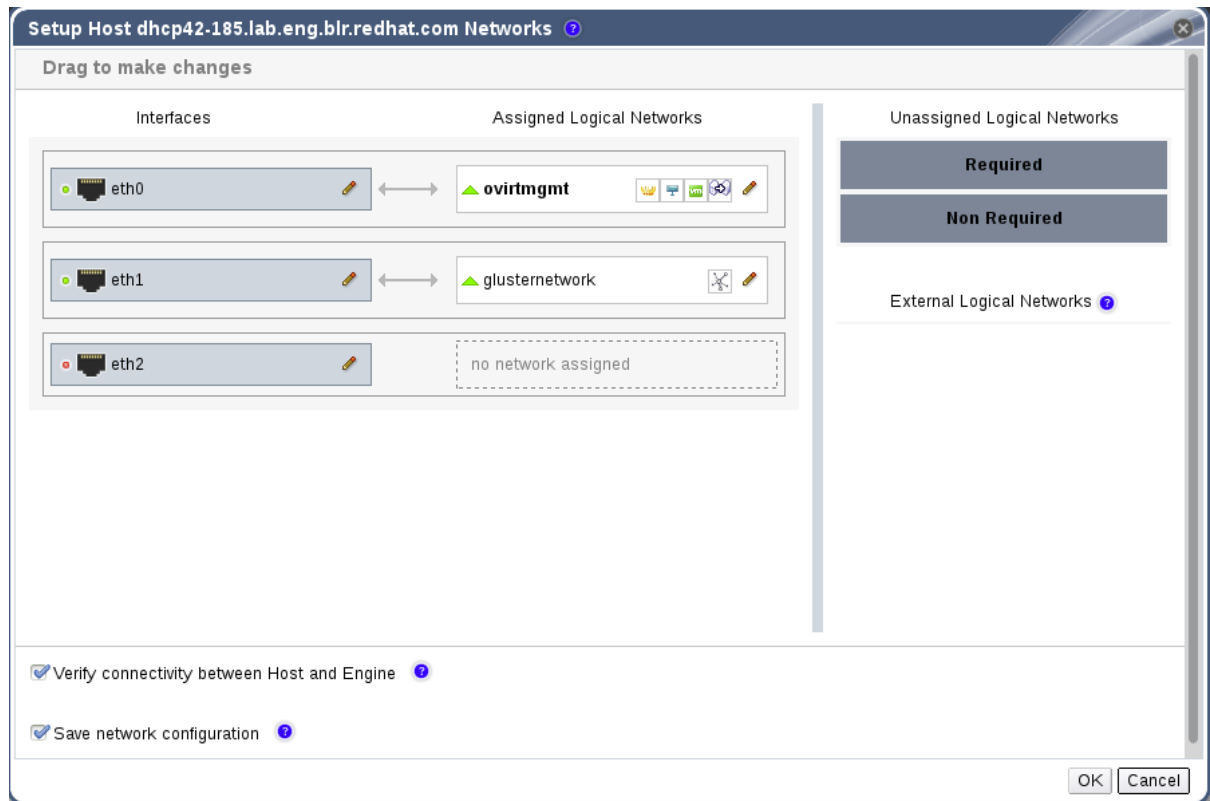 Setup Host dhcp42-185.lab.eng.blr.redhat.com Networks ?
Drag to make changes
Interfaces
Assigned Logical Networks
Unassigned Logical Networks
eth0
ovirtmgmt
vm
Required
Non Required
eth1
glusternetwork
External Logical Networks ?
eth2
no network assigned
Verify connectivity between Host and Engine ?
Save network configuration ?
OK
Cancel